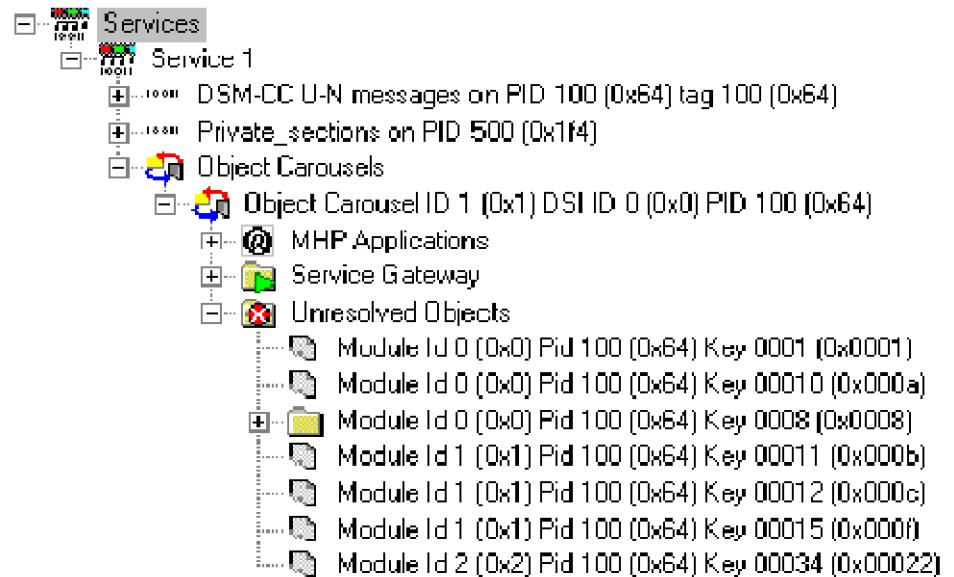 Services
Service 1
DSM-CC U-N messages on PID 100 (0x64) tag 100 (0x64)
Private_sections on PID 500 (0x1f4)
Object Carousels
Object Carousel ID 1 (0x1) DSI ID 0 (0x0) PID 100 (0x64)
MHP Applications
Service Gateway
Unresolved Objects
Module Id 0 (0x0) Pid 100 (0x64) Key 0001 (0x0001)
Module Id 0 (0x0) Pid 100 (0x64) Key 00010 (0x000a)
Module Id 0 (0x0) Pid 100 (0x64) Key 0008 (0x0008)
Module Id 1 (0x1) Pid 100 (0x64) Key 00011 (0x000b)
Module Id 1 (0x1) Pid 100 (0x64) Key 00012 (0x000c)
Module Id 1 (0x1) Pid 100 (0x64) Key 00015 (0x000f)
Module Id 2 (0x2) Pid 100 (0x64) Key 00034 (0x00022)